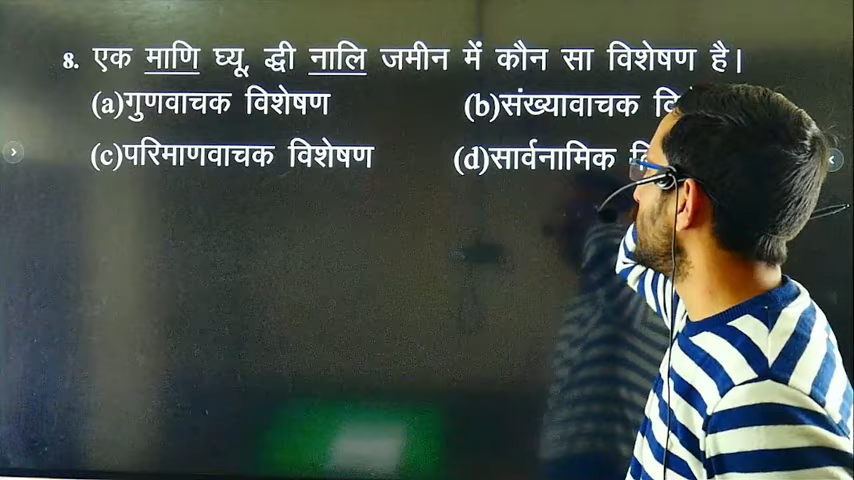 8. एक माणि घ्यू, द्वी नालि जमीन में कौन सा विशेषण है।
(a)गुणवाचक विशेषण (b)संख्यावाचक
(c)परिमाणवाचक विशेषण (d)सार्वनामिक